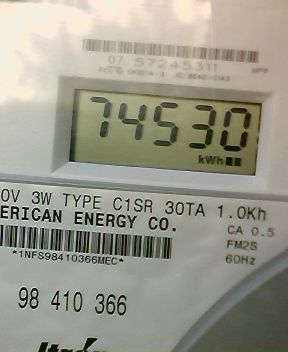 07 57245311
74530
kWh
0V 3W TYPE C1SR 30TA 1.0Kh
ERICAN ENERGY CO.
CA 0.5
FM2S
60Hz
*1NFS98410366MEC*
98 410 366
Itron